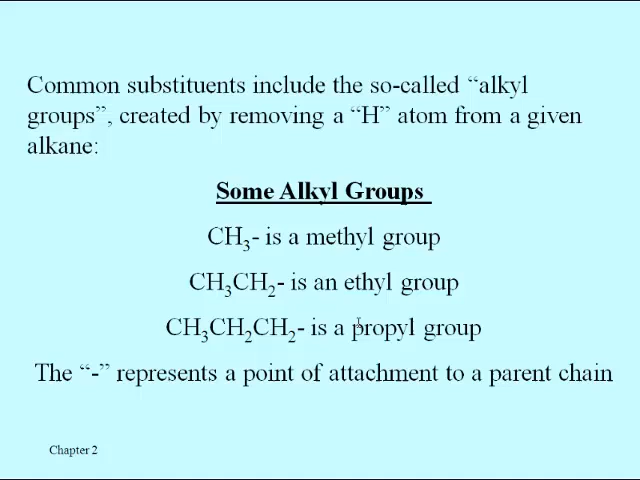 Common substituents include the so-called “alkyl
groups”, created by removing a “H” atom from a given
alkane:
Some Alkyl Groups
CH₃- is a methyl group
CH₃CH₂- is an ethyl group
CH₃CH₂CH₂- is a propyl group
The “-” represents a point of attachment to a parent chain
Chapter 2